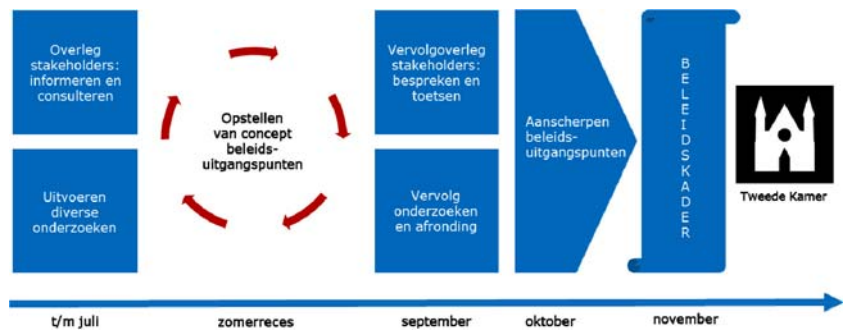 Overleg
stakeholders:
informeren en
consulteren
Uitvoeren
diverse
onderzoeken
Opstellen
van concept
beleids-
uitgangspunten
Vervolgoverleg
stakeholders:
bespreken en
toetsen
Vervolg
onderzoeken
en afronding
Aanscherpen
beleids-
uitgangspunten
BELEIDSKADER
Tweede Kamer
t/m juli
zomerreces
september
oktober
november